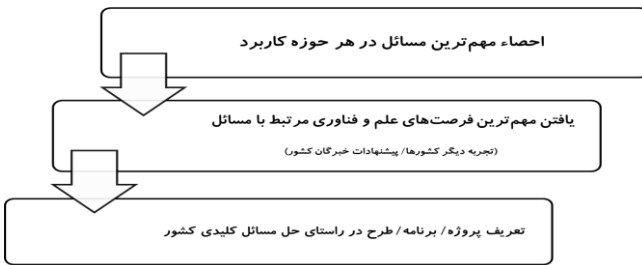 احصاء مهم‌ترین مسائل در هر حوزه کاربرد
یافتن مهم‌ترین فرصت‌های علم و فناوری مرتبط با مسائل
(تجربه دیگر کشورها/ پیشنهادات خبرگان کشور)
تعریف پروژه/ برنامه/ طرح در راستای حل مسائل کلیدی کشور